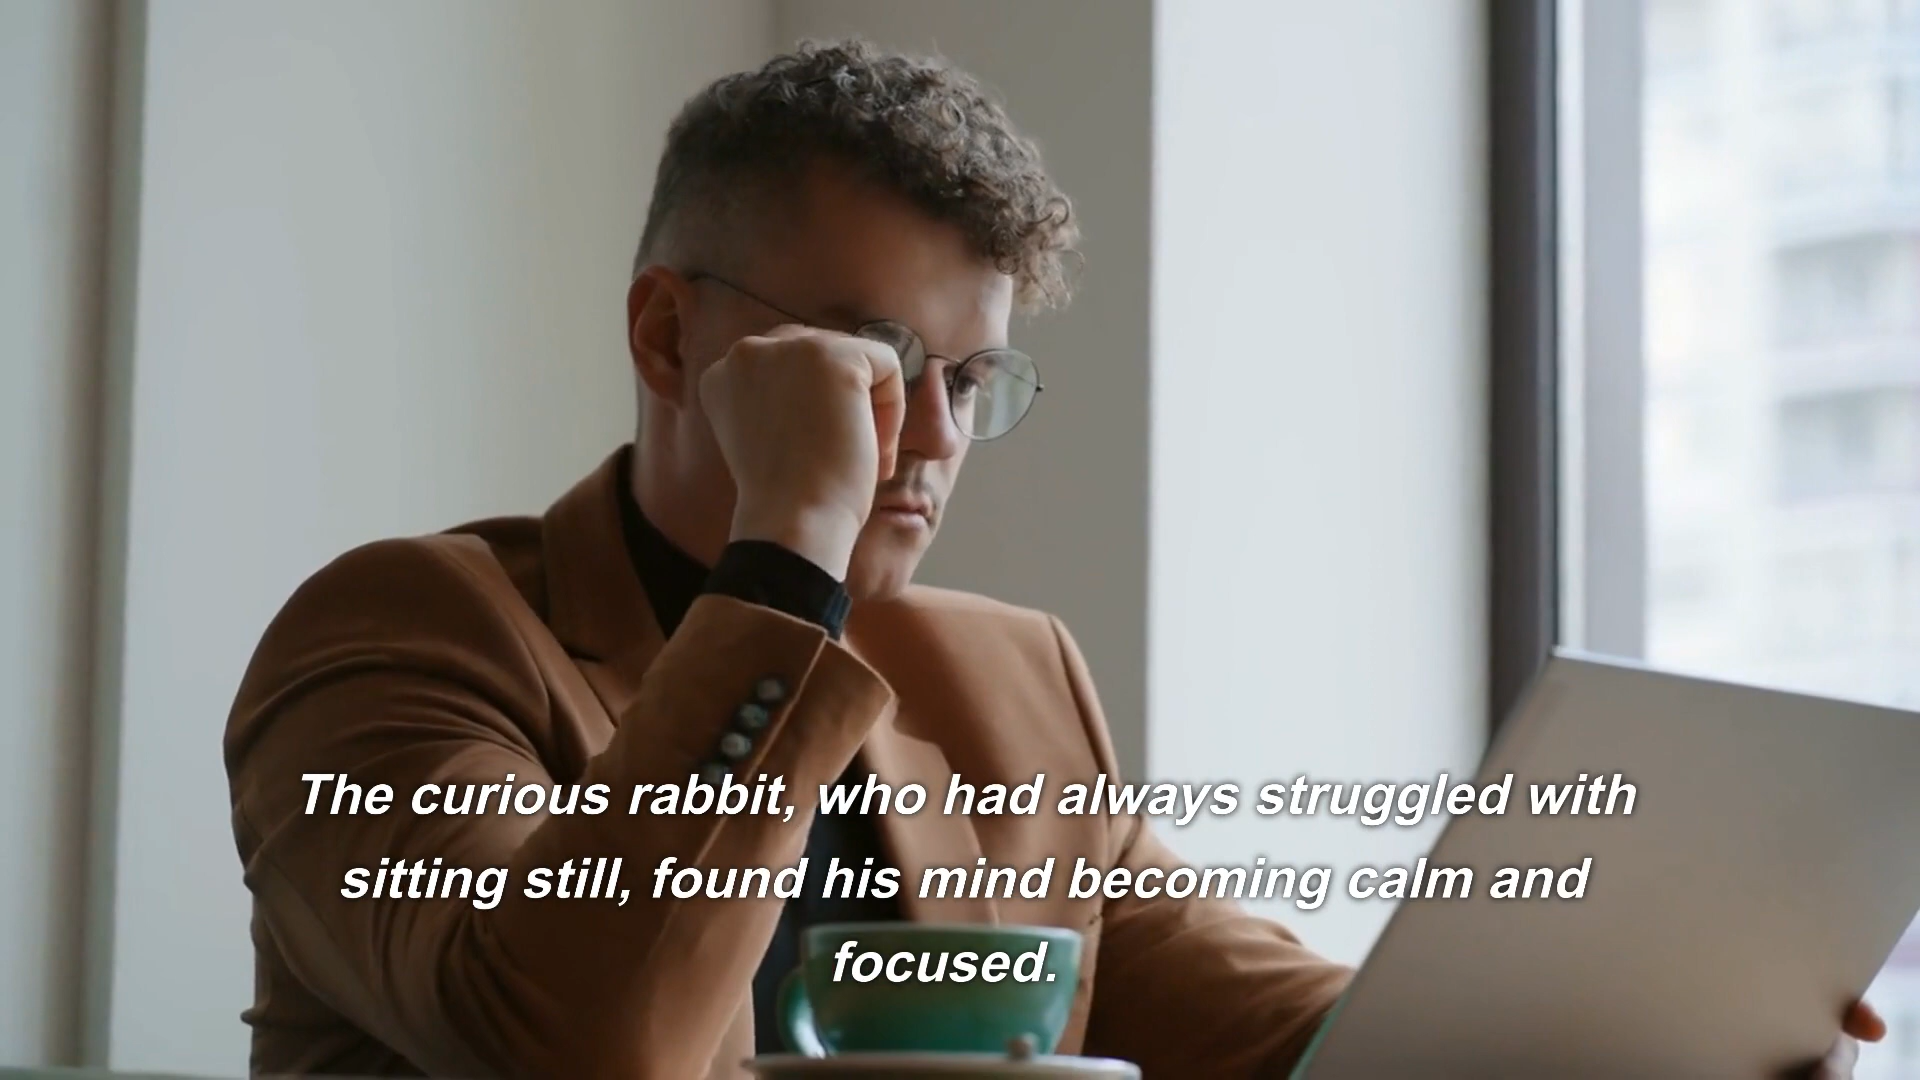 The curious rabbit, who had always struggled with
sitting still, found his mind becoming calm and
focused.